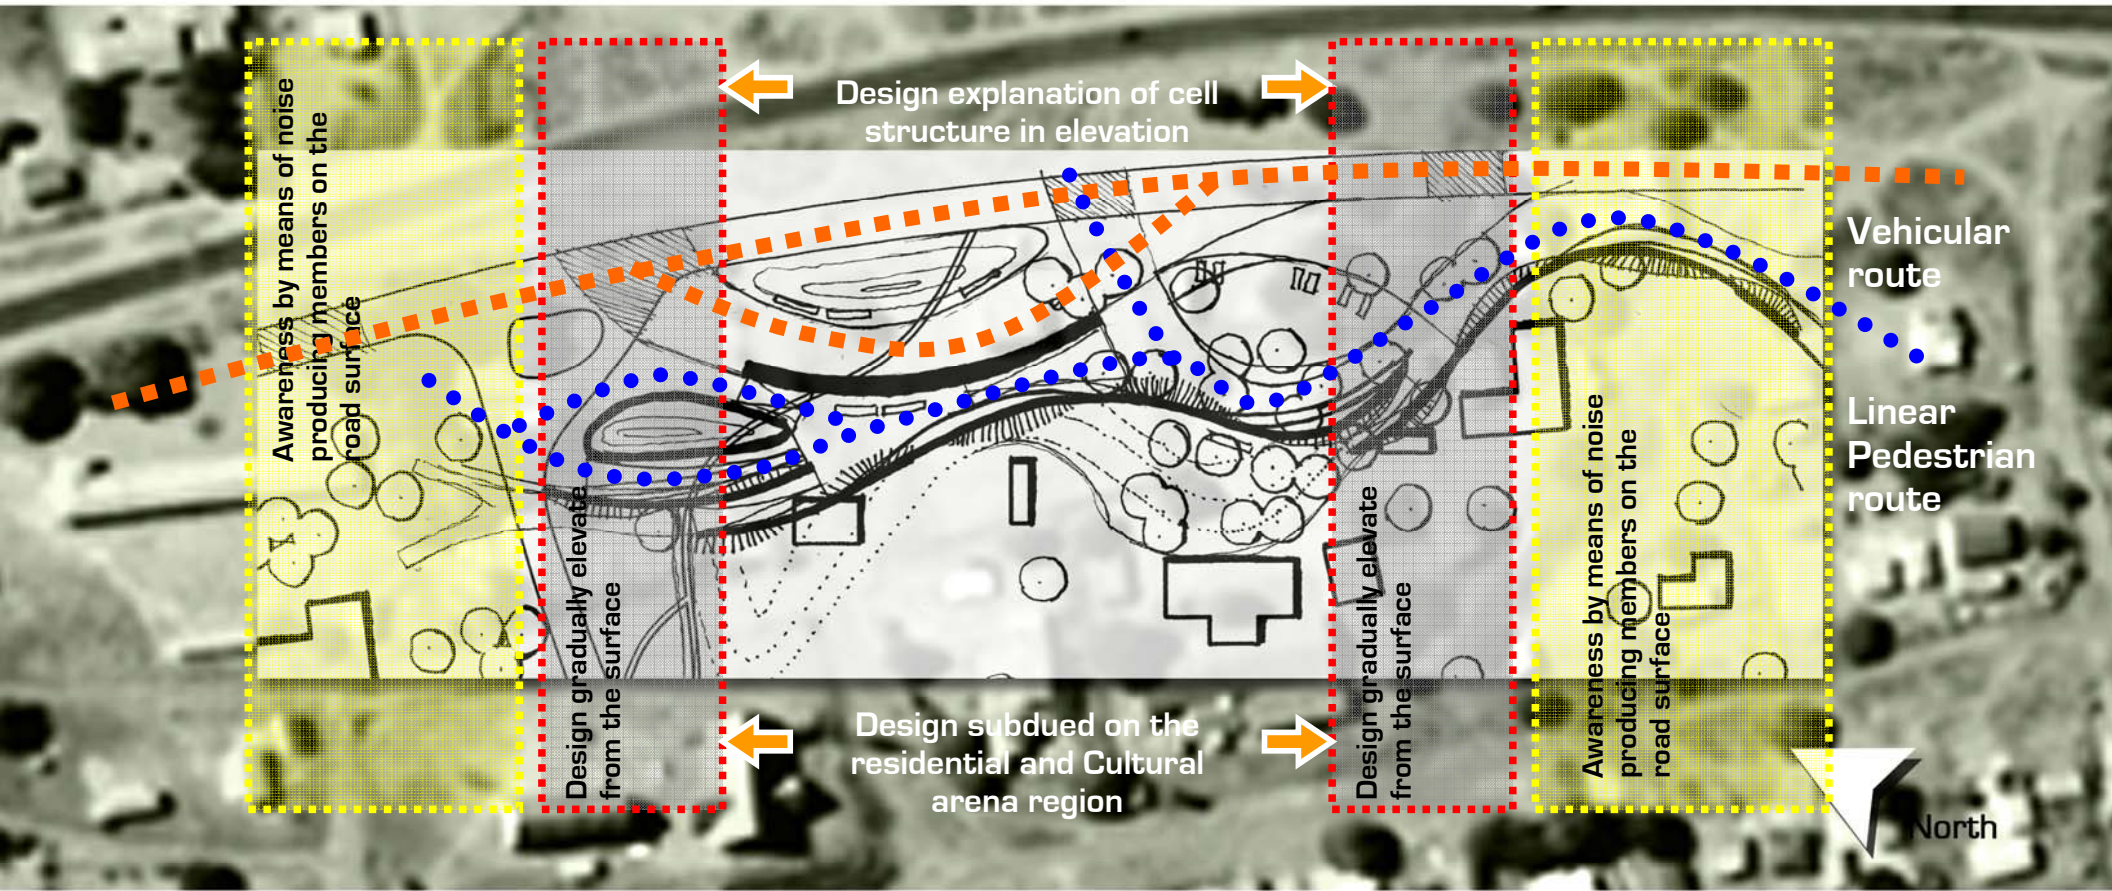 Awareness by means of noise
producing members on the
road surface
Design gradually elevate
from the surface
Design explanation of cell
structure in elevation
Design subdued on the
residential and Cultural
arena region
Design gradually elevate
from the surface
Awareness by means of noise
producing members on the
road surface
Vehicular
route
Linear
Pedestrian
route
North